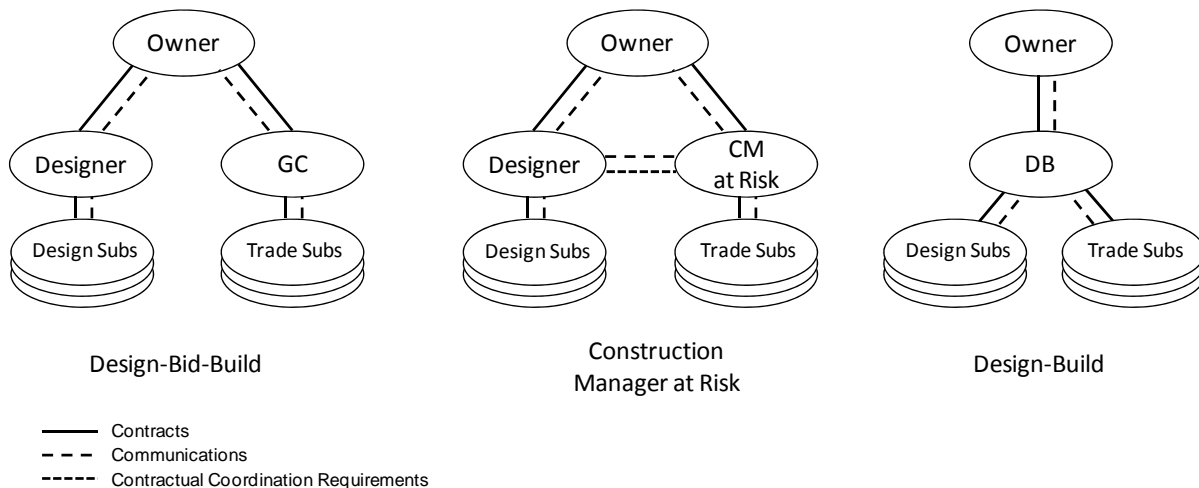 Owner
Designer
GC
Design Subs
Trade Subs
Design-Bid-Build
Owner
Designer
CM
at Risk
Design Subs
Trade Subs
Construction
Manager at Risk
Owner
DB
Design Subs
Trade Subs
Design-Build
Contracts
Communications
Contractual Coordination Requirements